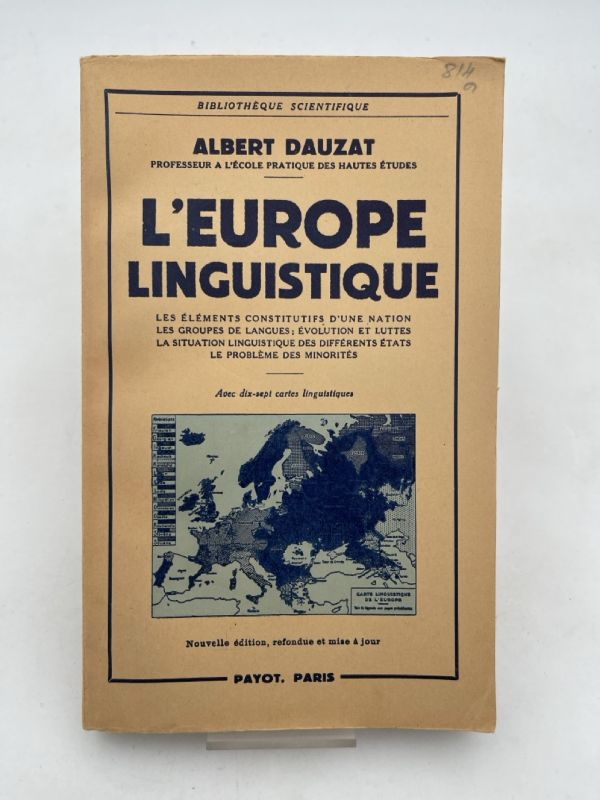 814
BIBLIOTHÈQUE SCIENTIFIQUE
ALBERT DAUZAT
PROFESSEUR A L'ÉCOLE PRATIQUE DES HAUTES ÉTUDES
L'EUROPE
LINGUISTIQUE
LES ÉLÉMENTS CONSTITUTIFS D'UNE NATION
LES GROUPES DE LANGUES; ÉVOLUTION ET LUTTES
LA SITUATION LINGUISTIQUE DES DIFFÉRENTS ÉTATS
LE PROBLÈME DES MINORITÉS
Avec dix-sept cartes linguistiques
CARTE LINGUISTIQUE
DE L'EUROPE
Nouvelle édition, refondue et mise à jour
PAYOT, PARIS